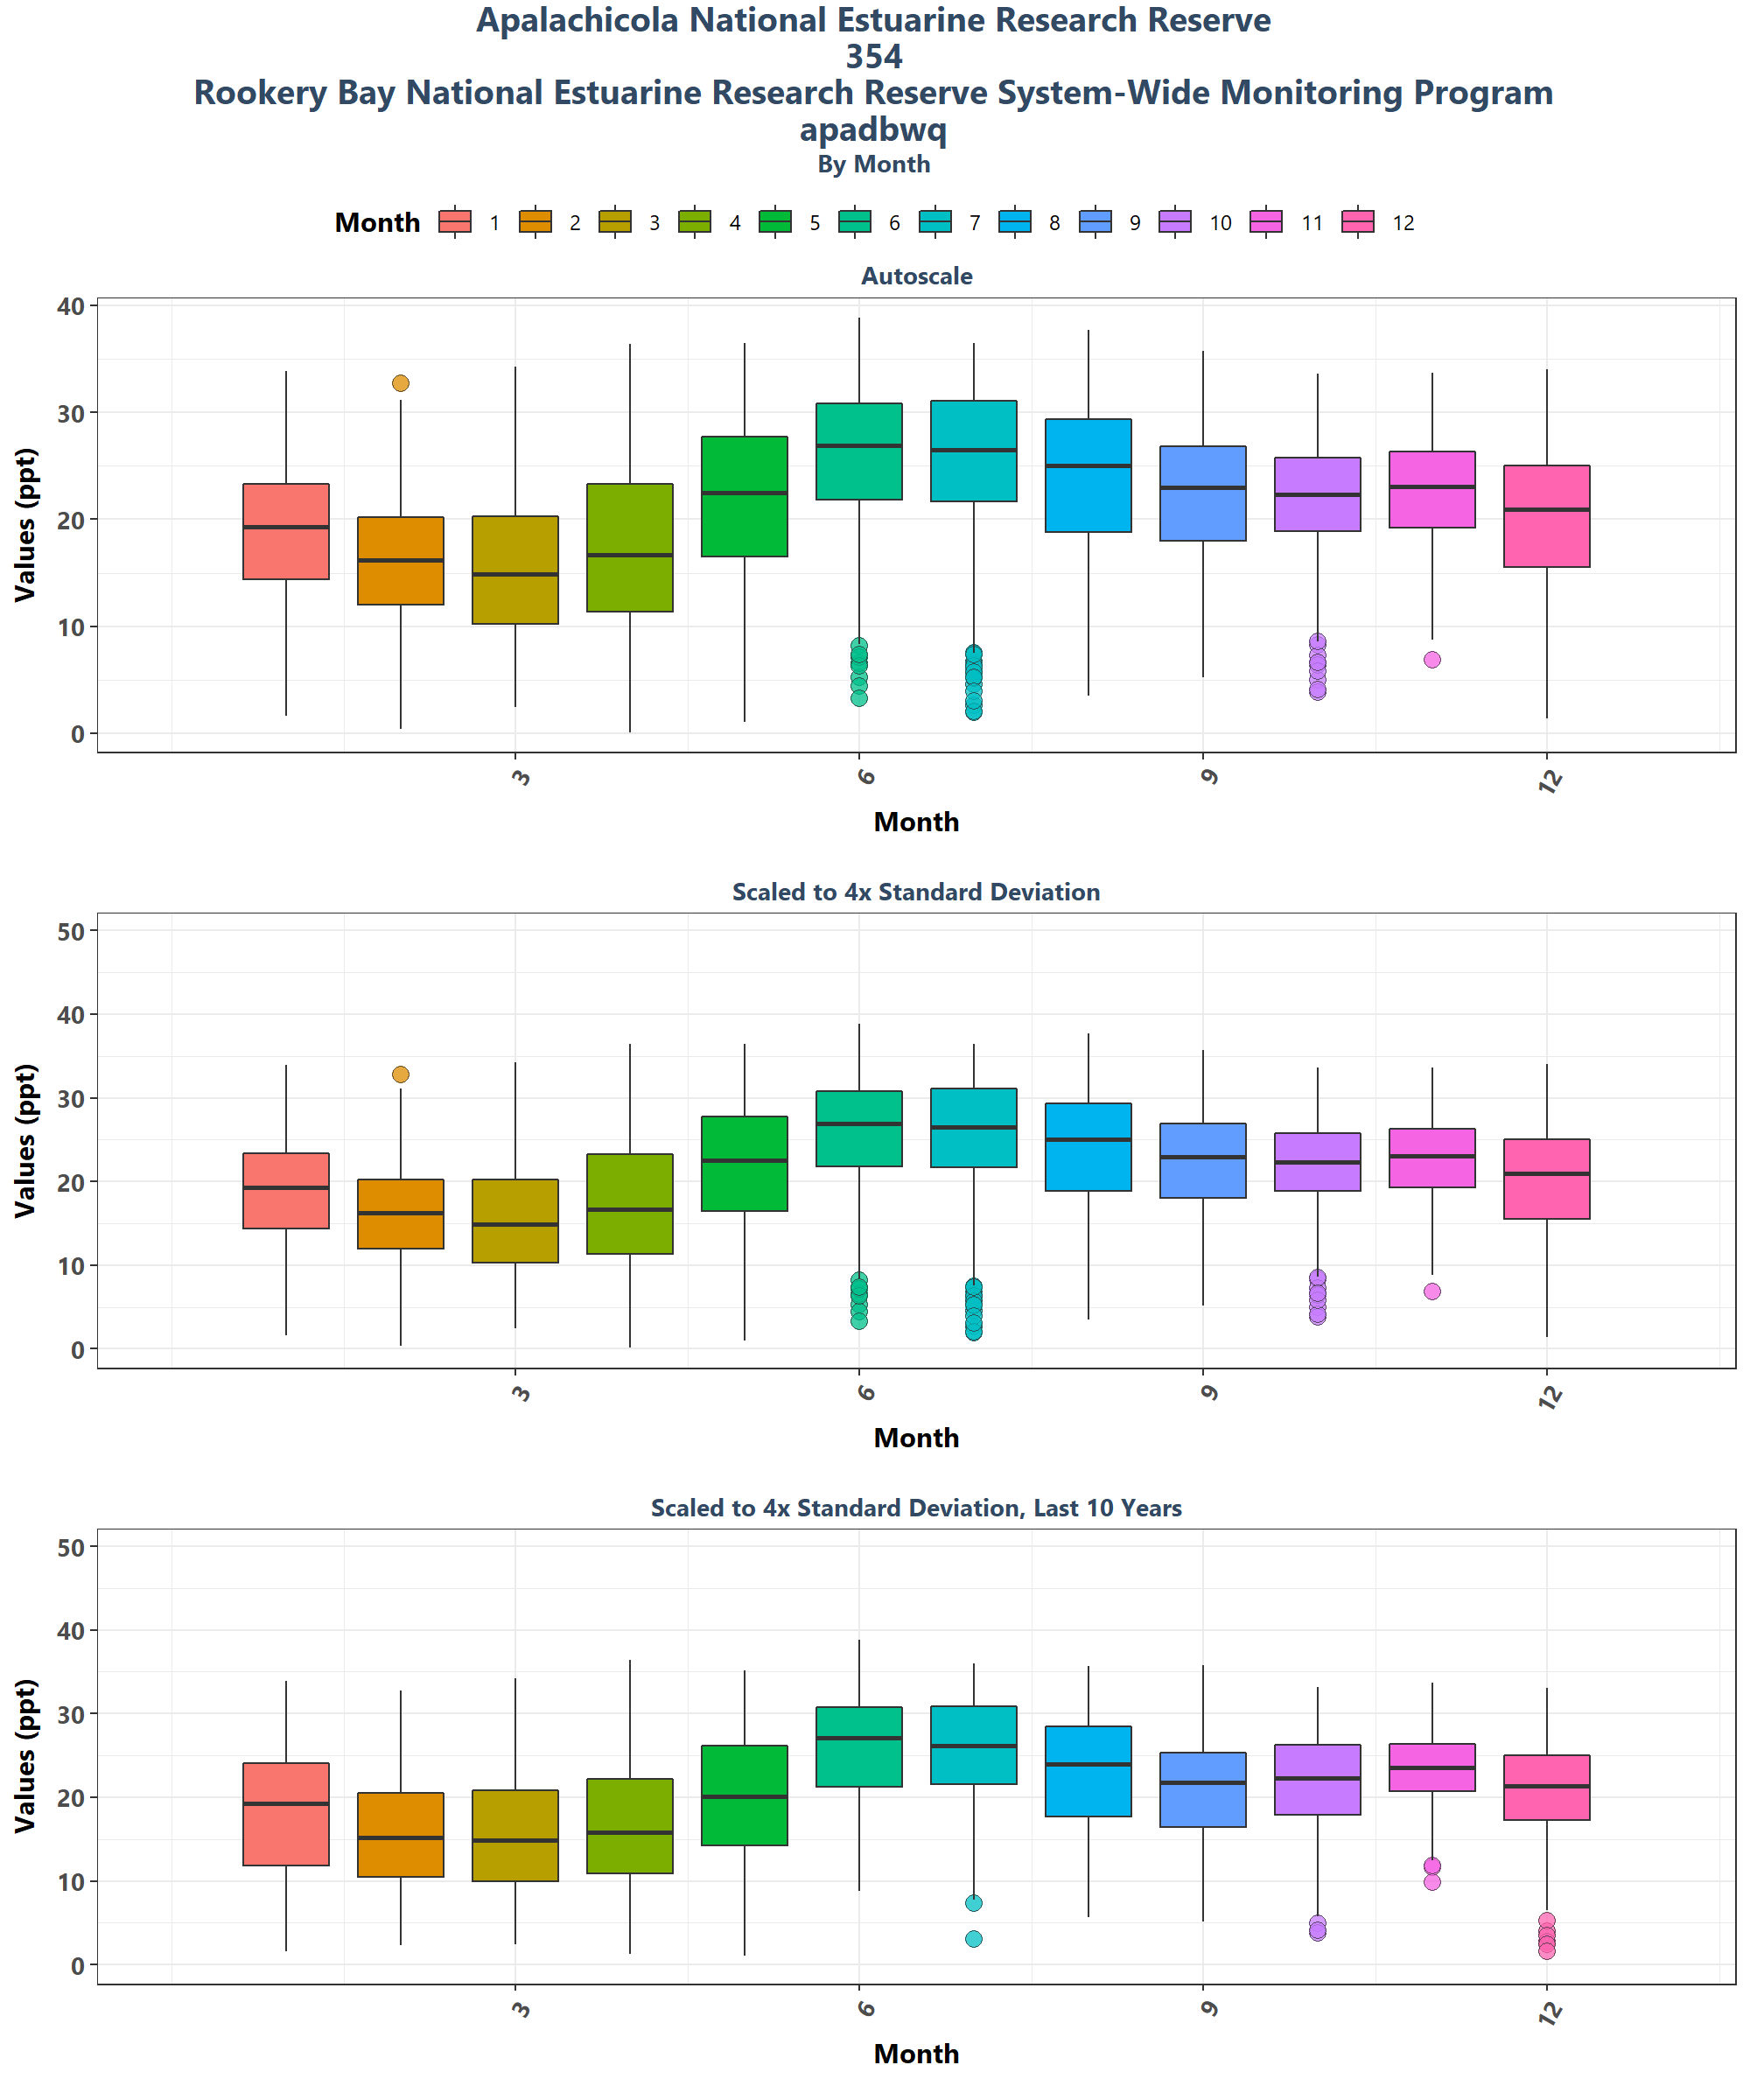 Apalachicola National Estuarine Research Reserve
354
Rookery Bay National Estuarine Research Reserve System-Wide Monitoring Program
apadbwq
By Month
Month 1 2 3 4 5 6 7 8 9 10 11 12
Autoscale
40
30
20
10
0
Values (ppt)
3 6 9 12
Month
Scaled to 4x Standard Deviation
50
40
30
20
10
0
Values (ppt)
3 6 9 12
Month
Scaled to 4x Standard Deviation, Last 10 Years
50
40
30
20
10
0
Values (ppt)
3 6 9 12
Month